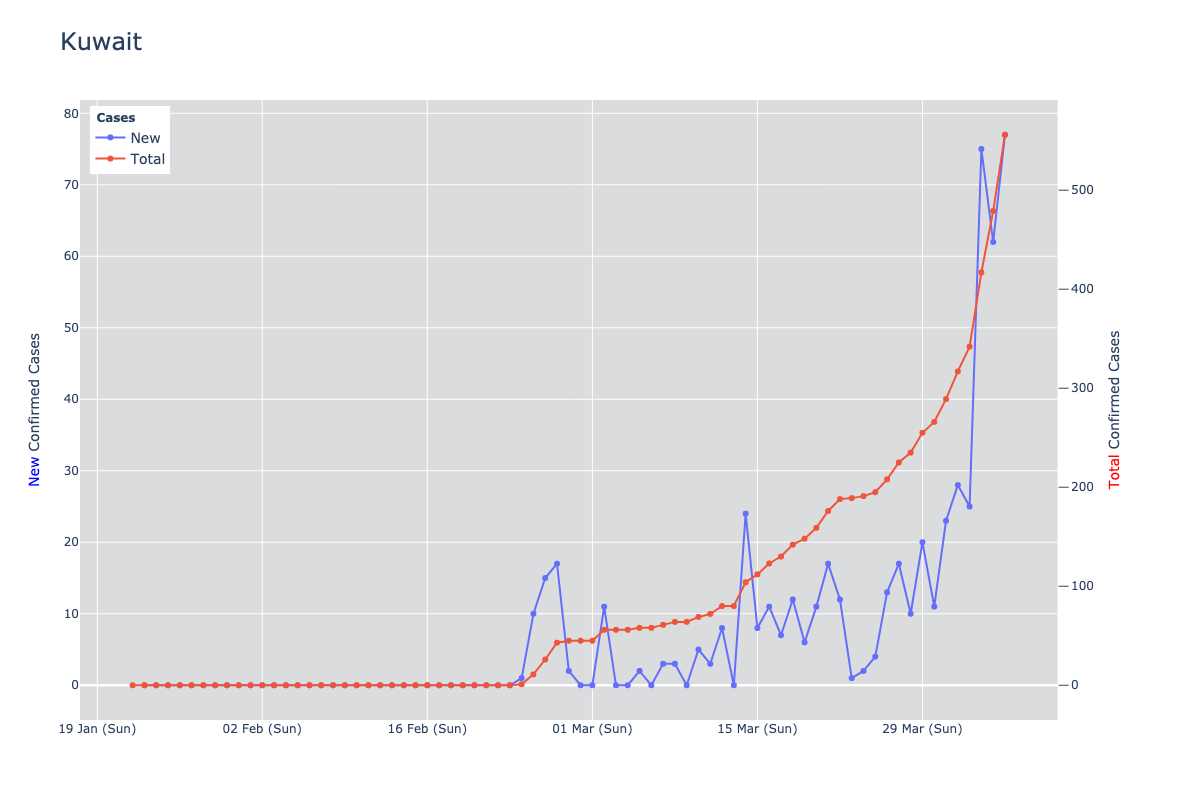 Kuwait
Cases
New
Total
80
70
60
50
40
30
20
10
0
500
400
300
200
100
0
New Confirmed Cases
Total Confirmed Cases
19 Jan (Sun)
02 Feb (Sun)
16 Feb (Sun)
01 Mar (Sun)
15 Mar (Sun)
29 Mar (Sun)